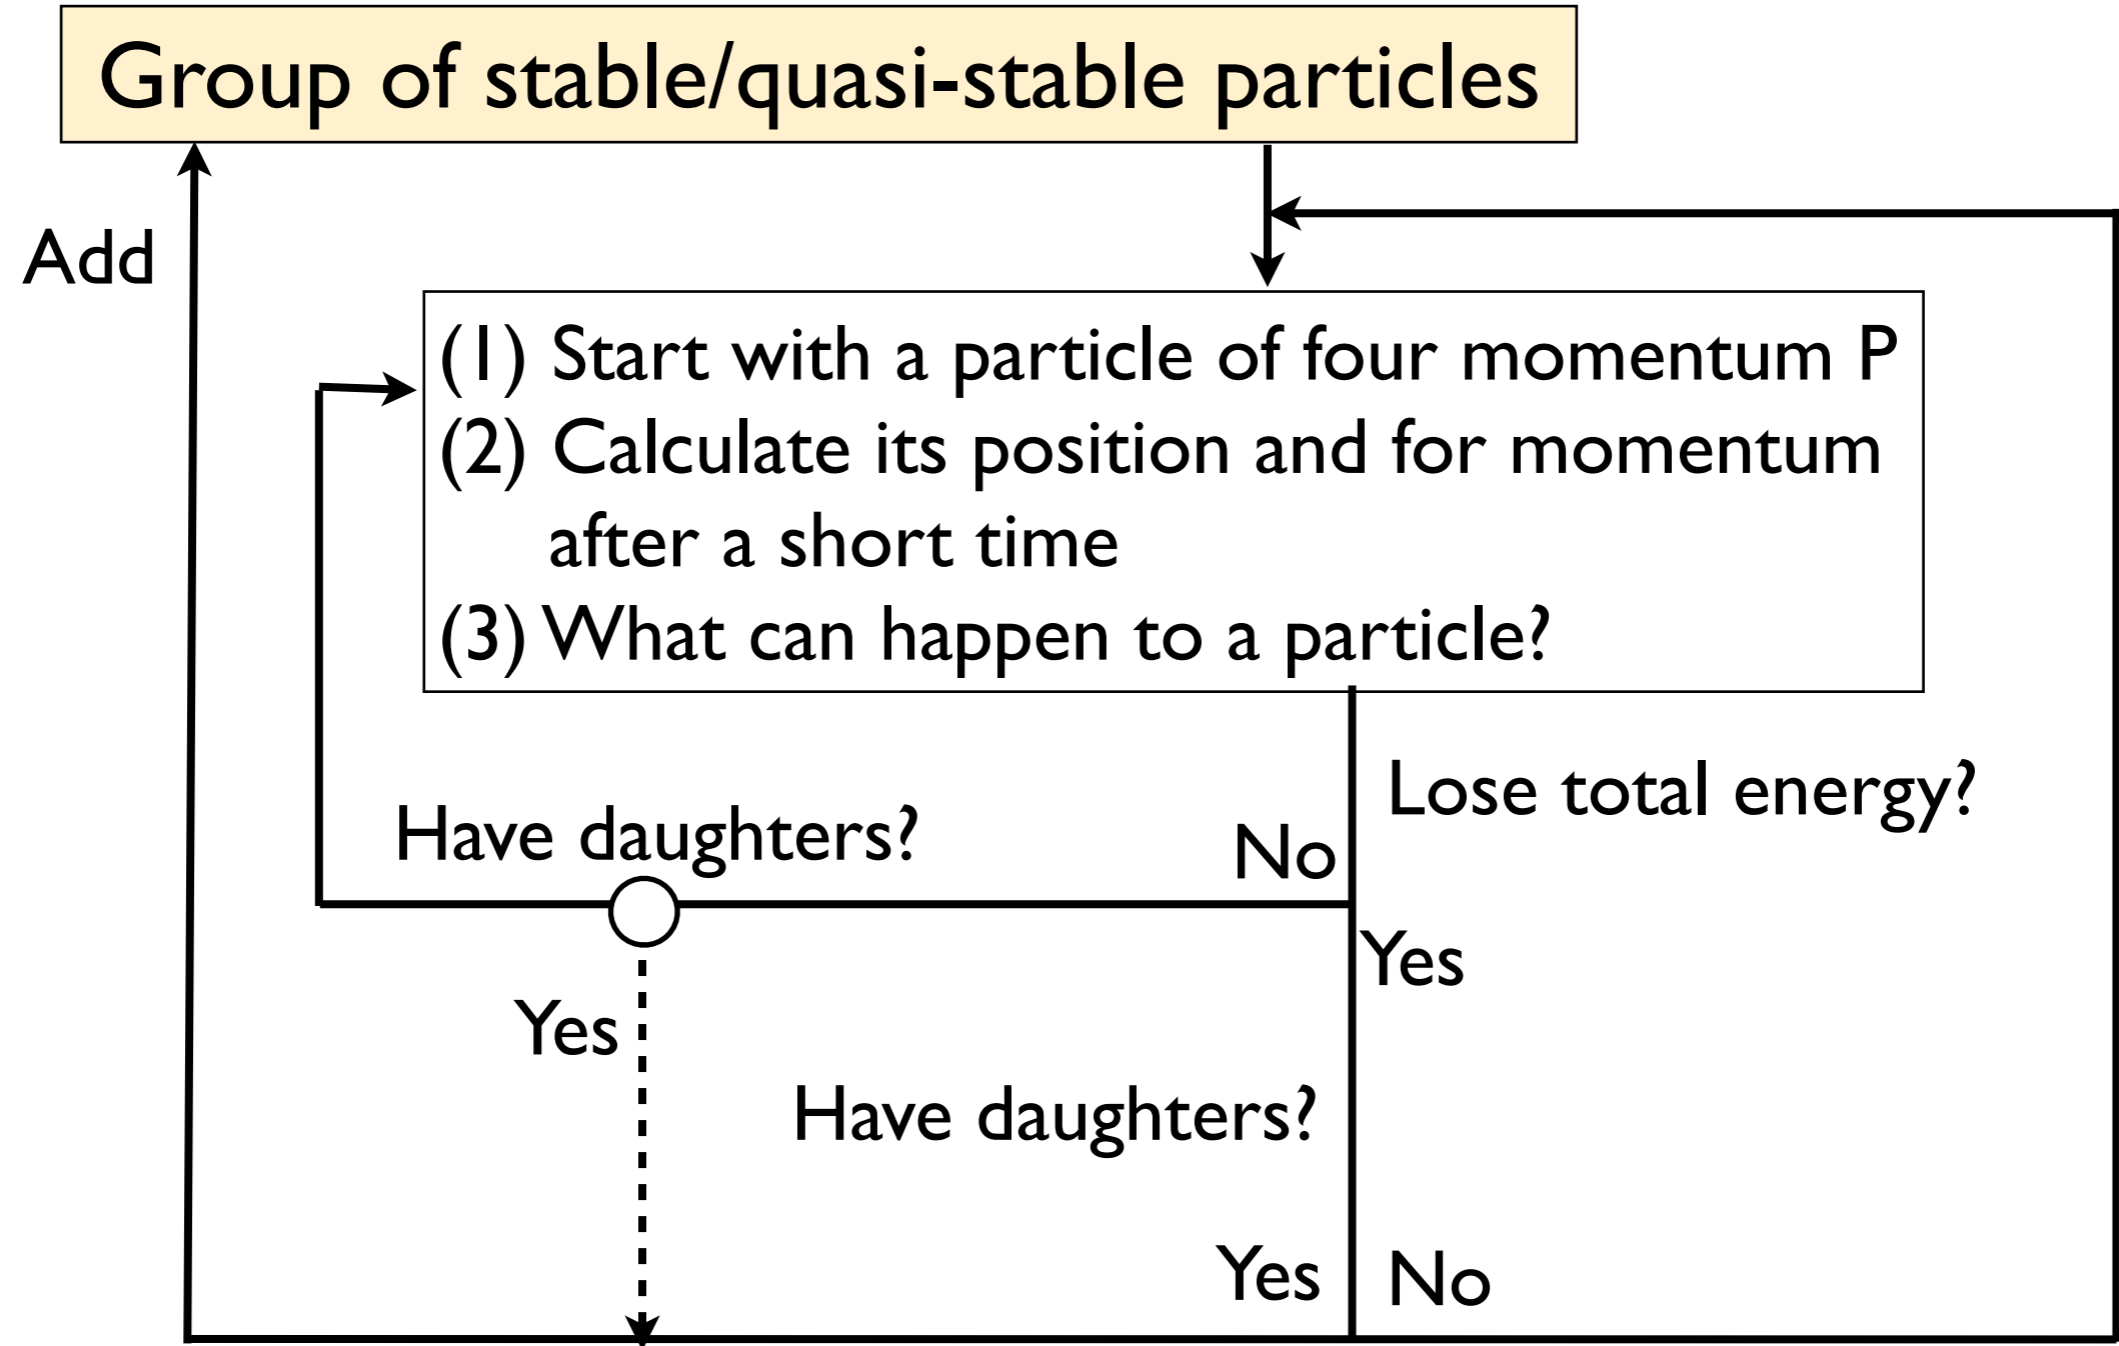 Group of stable/quasi-stable particles
Add
(1) Start with a particle of four momentum P
(2) Calculate its position and for momentum
after a short time
(3) What can happen to a particle?
Lose total energy?
Have daughters?
No
Yes
Yes
Have daughters?
Yes
No